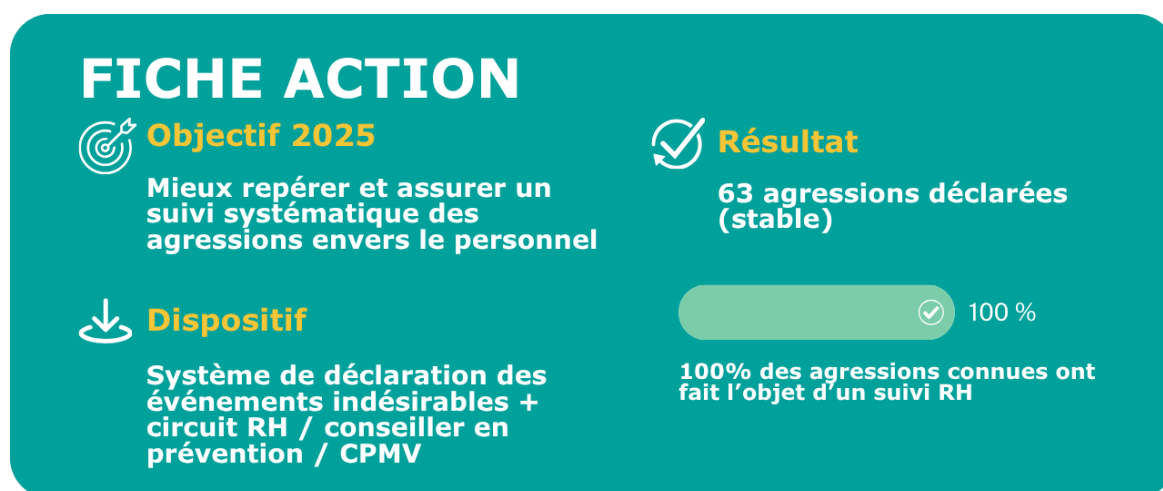 FICHE ACTION
Objectif 2025
Mieux repérer et assurer un
suivi systématique des
agressions envers le personnel
Dispositif
Système de déclaration des
événements indésirables +
circuit RH / conseiller en
prévention / CPMV
Résultat
63 agressions déclarées
(stable)
100 %
100% des agressions connues ont
fait l’objet d’un suivi RH